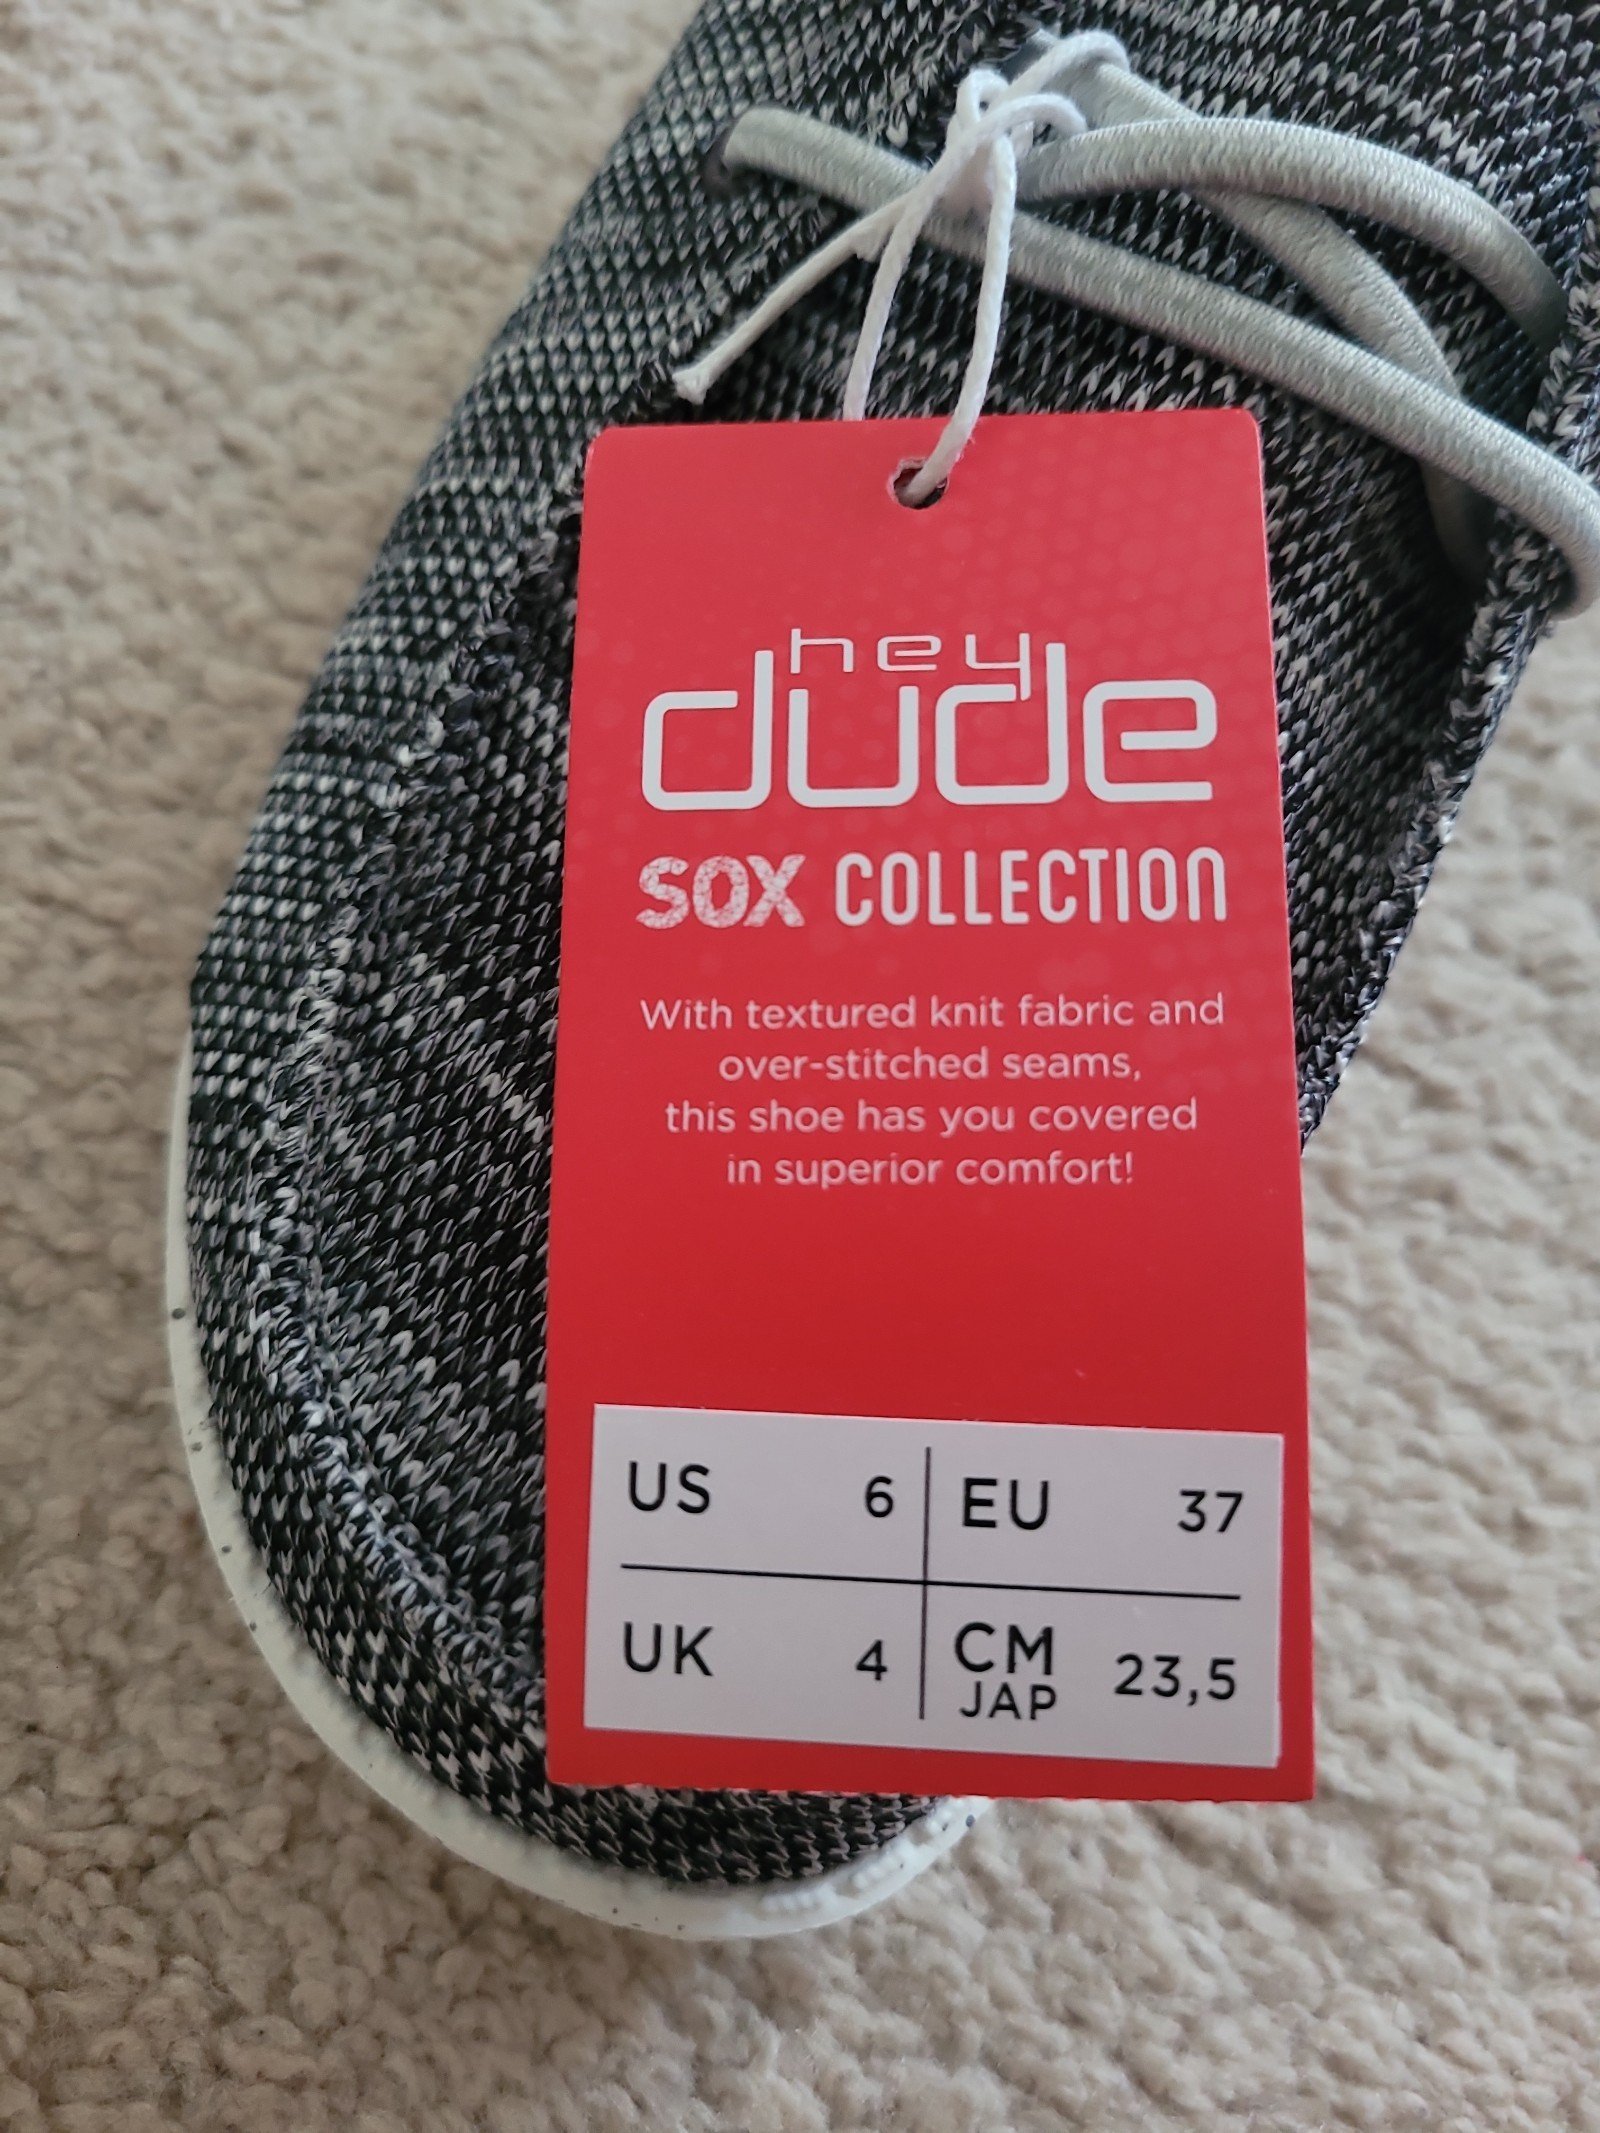 hey
dude
SOX COLLECTION
With textured knit fabric and
over-stitched seams,
this shoe has you covered
in superior comfort!
US 6 EU 37
UK 4 CM JAP 23,5